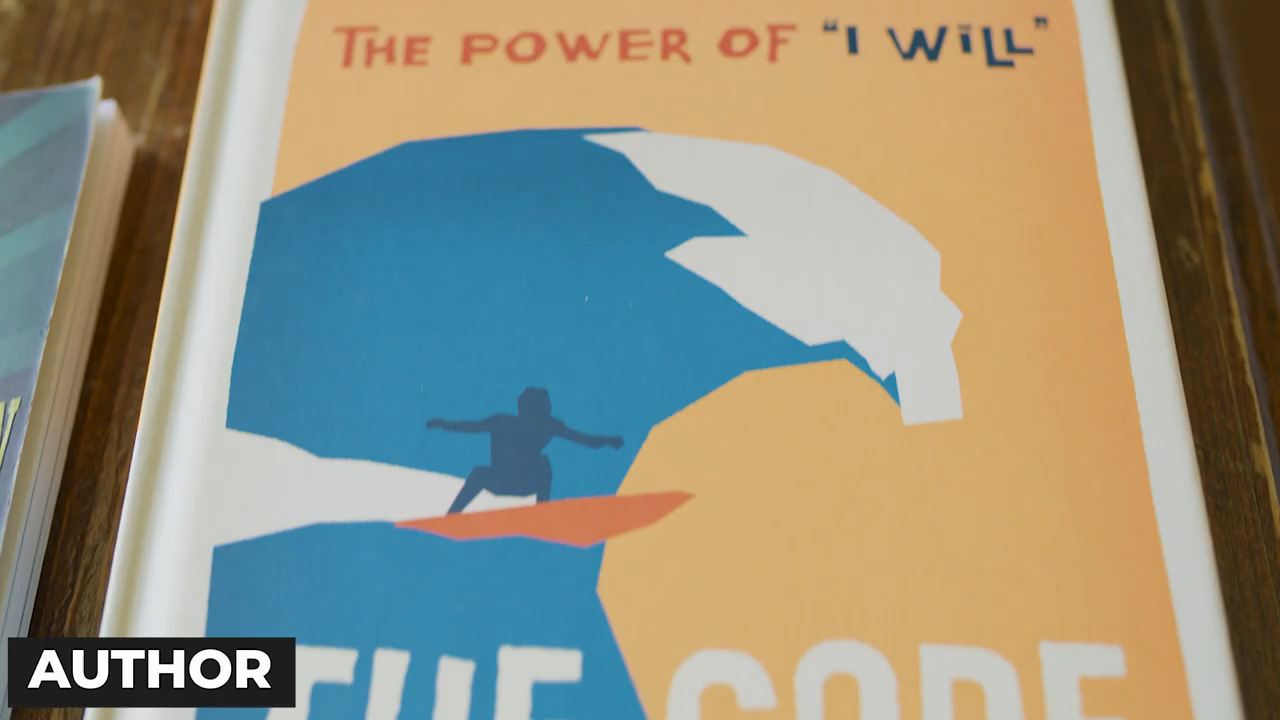 THE POWER OF “I WiLL”
THE CODE
AUTHOR